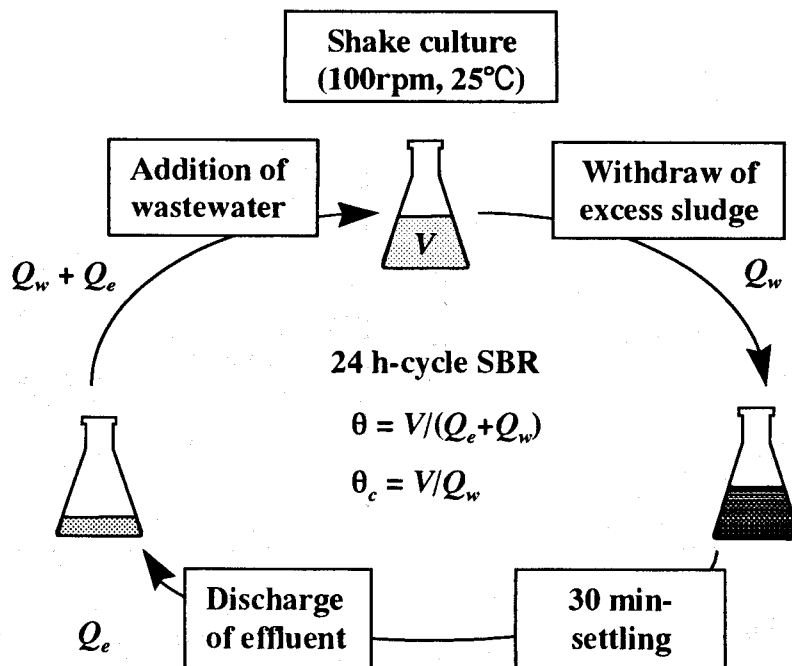 Shake culture
(100rpm, 25℃)
Addition of
wastewater
Withdraw of
excess sludge
V
Q_w + Q_e
Q_w
24 h-cycle SBR
θ = V/(Q_e+Q_w)
θ_c = V/Q_w
Discharge
of effluent
30 min-
settling
Q_e